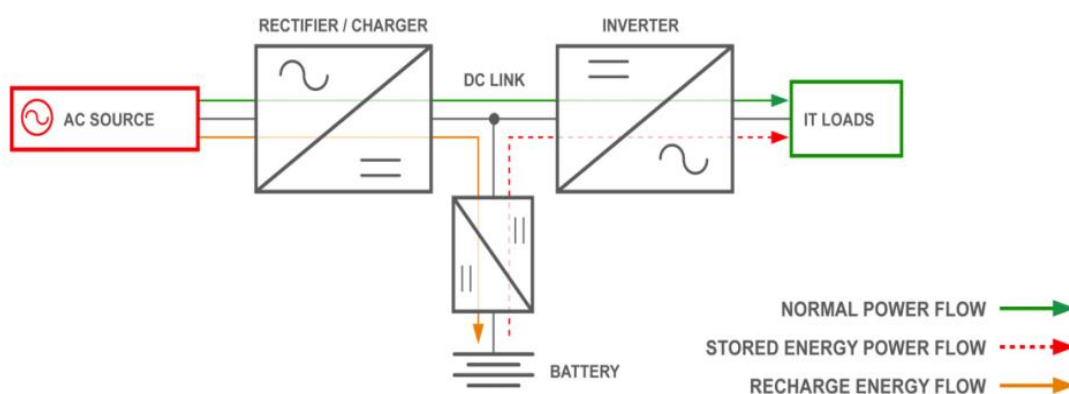 RECTIFIER / CHARGER
INVERTER
DC LINK
AC SOURCE
IT LOADS
BATTERY
NORMAL POWER FLOW
STORED ENERGY POWER FLOW
RECHARGE ENERGY FLOW